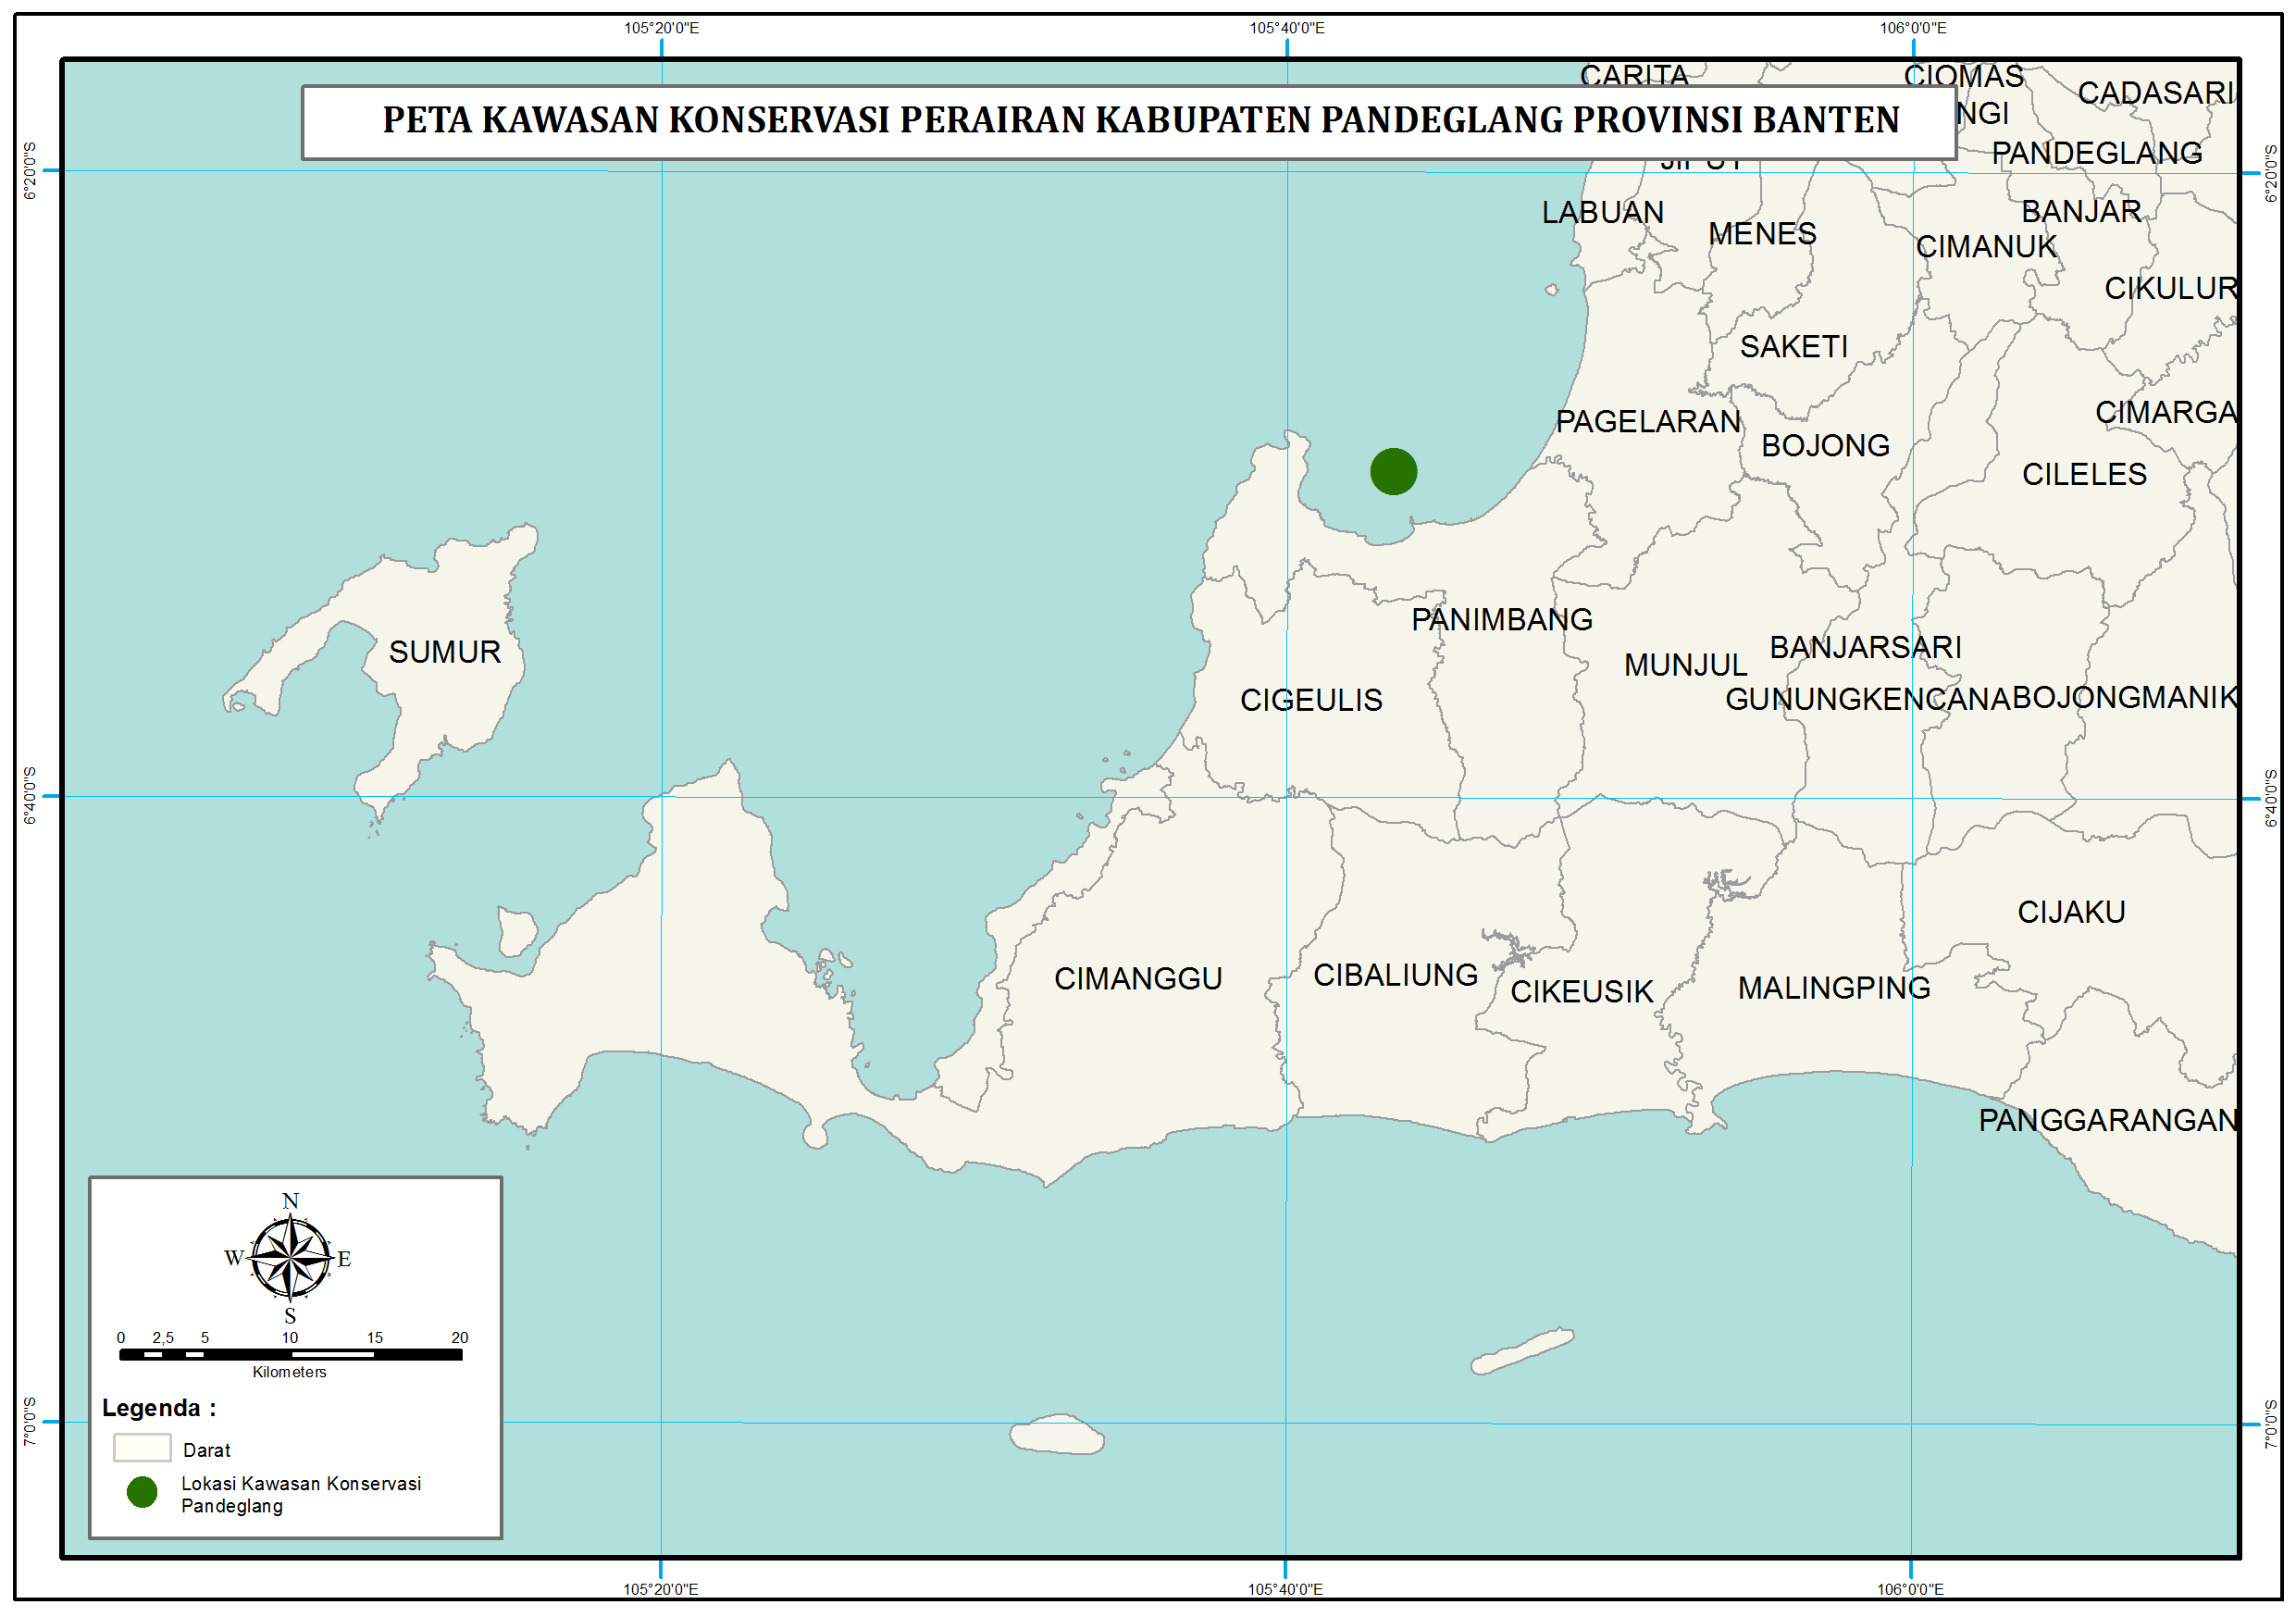 105°20'0"E 105°40'0"E 106°0'0"E
CARITA CIOMAS CADASARI
PETA KAWASAN KONSERVASI PERAIRAN KABUPATEN PANDEGLANG PROVINSI BANTEN
NGI
PANDEGLANG
6°20'0"S 6°20'0"S
LABUAN BANJAR
MENES CIMANUK
CIKULUR
SAKETI
PAGELARAN CIMARGA
BOJONG
CILELES
PANIMBANG
SUMUR BANJARSARI
MUNJUL
CIGEULIS GUNUNGKENCANA BOJONGMANIK
6°40'0"S 6°40'0"S
CIJAKU
CIMANGGU CIBALIUNG CIKEUSIK MALINGPING
PANGGARANGAN
N
W E
S
0 2,5 5 10 15 20
Kilometers
Legenda :
7°0'0"S 7°0'0"S
Darat
Lokasi Kawasan Konservasi
Pandeglang
105°20'0"E 105°40'0"E 106°0'0"E